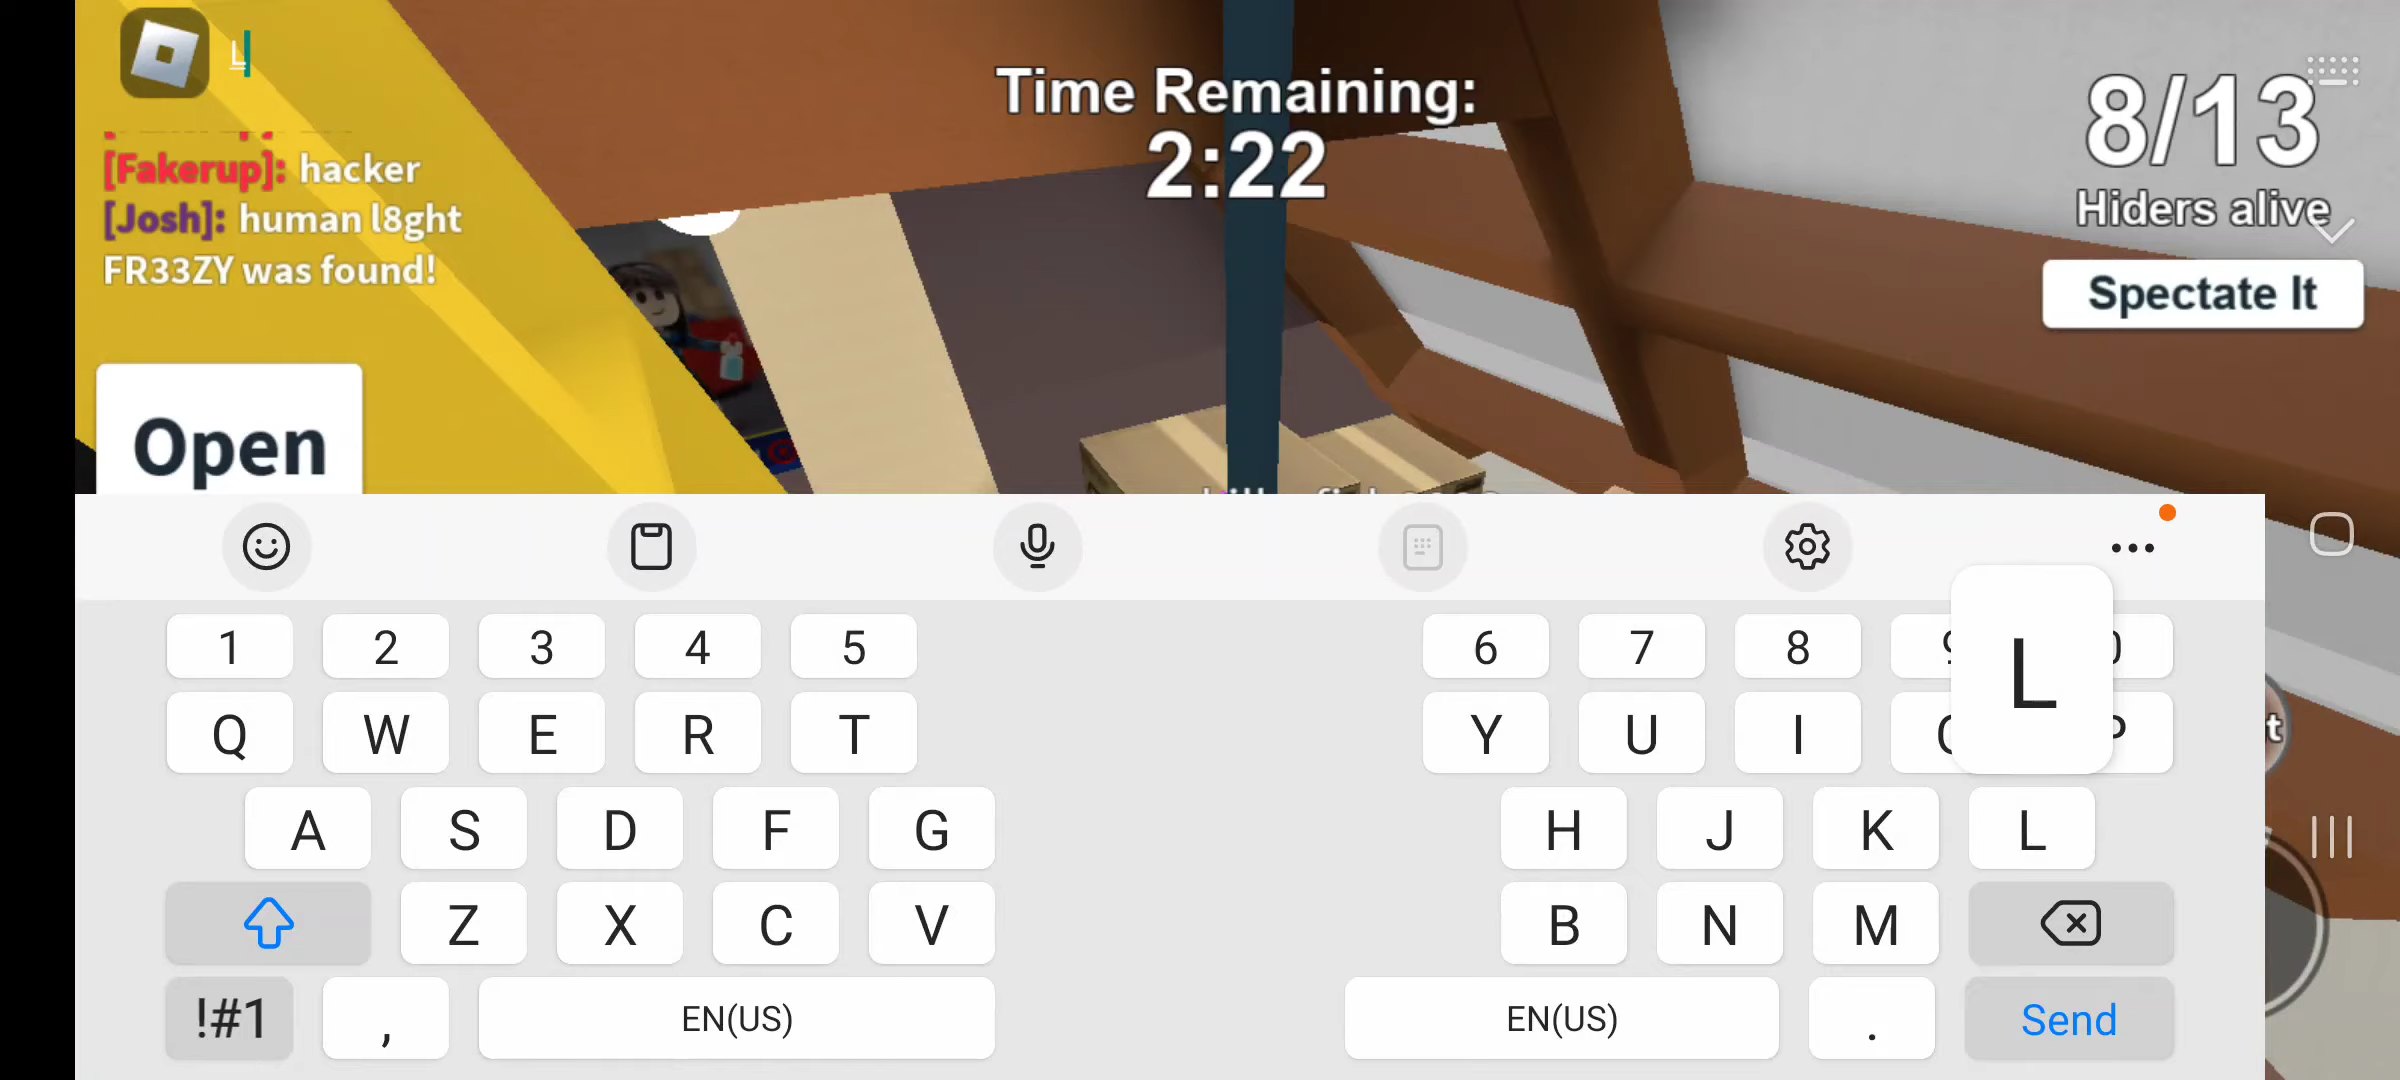 L
Time Remaining:
2:22
8/13
Hiders alive
Spectate It
[Fakerup]: hacker
[Josh]: human l8ght
FR33ZY was found!
Open
L
1 2 3 4 5 6 7 8
Q W E R T Y U I P
A S D F G H J K L
Z X C V B N M
!#1 , EN(US) EN(US) . Send